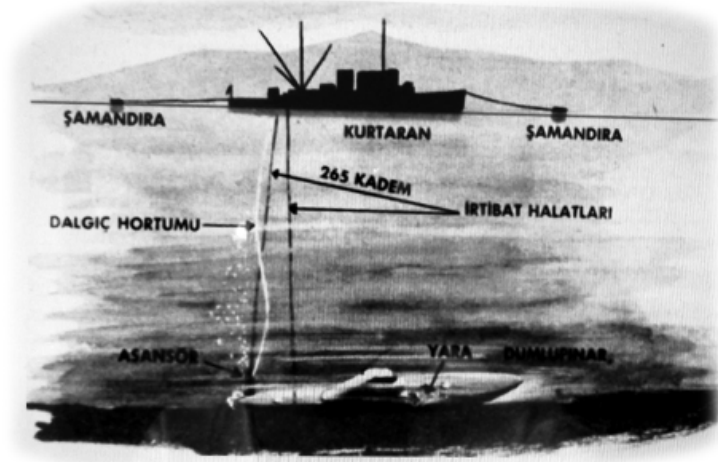 ŞAMANDIRA
KURTARAN
ŞAMANDIRA
265 KADEM
DALGIÇ HORTUMU
İRTİBAT HALATLARI
ASANSÖR
YARA
DUMLUPINAR